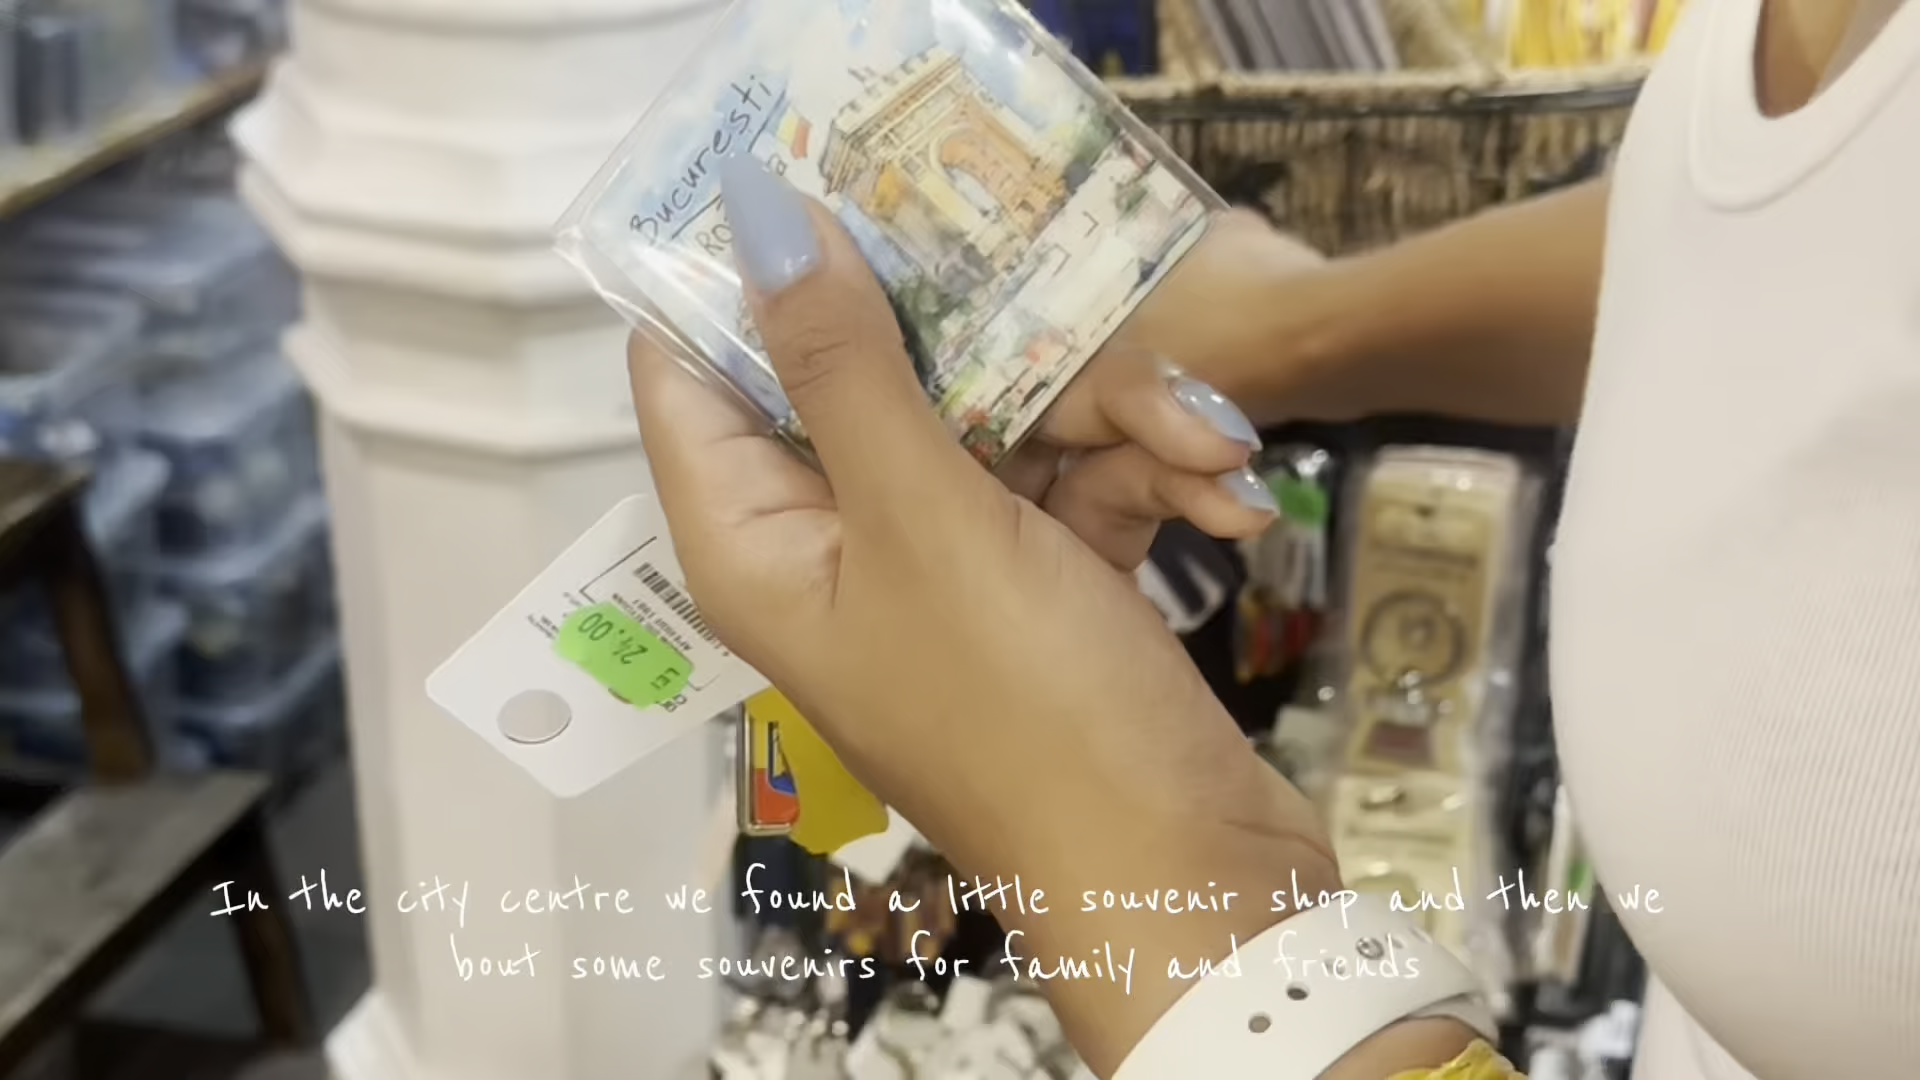 Bucuresti
24.00
In the city centre we found a little souvenir shop and then we
bout some souvenirs for family and friends